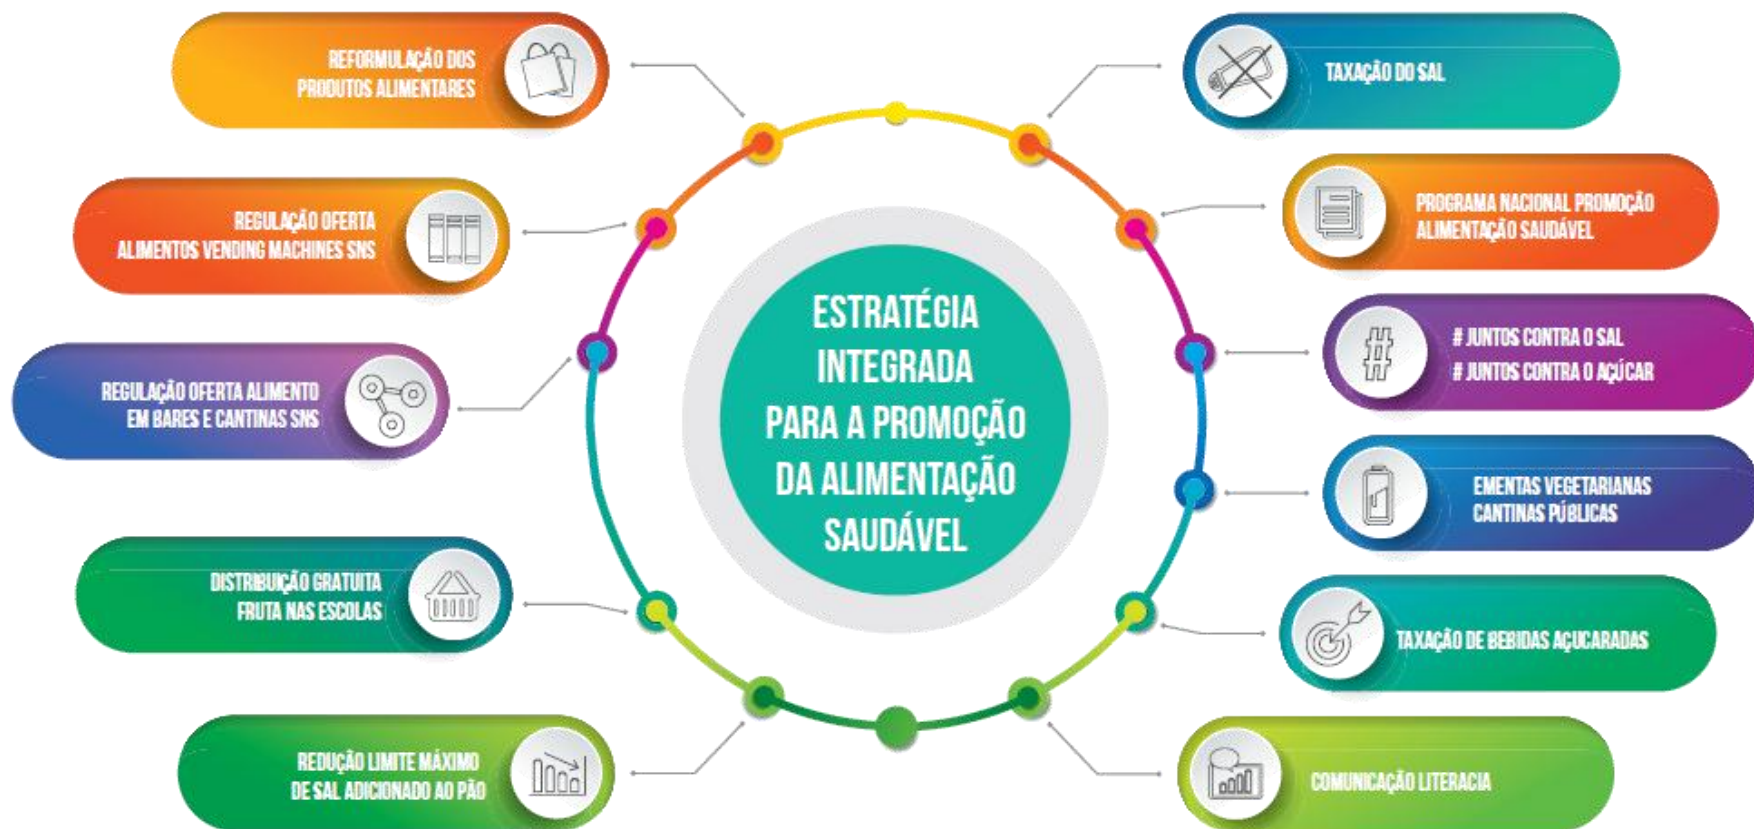 REFORMULAÇÃO DOS
PRODUTOS ALIMENTARES
REGULAÇÃO OFERTA
ALIMENTOS VENDING MACHINES SNS
REGULAÇÃO OFERTA ALIMENTO
EM BARES E CANTINAS SNS
DISTRIBUIÇÃO GRATUITA
FRUTA NAS ESCOLAS
REDUÇÃO LIMITE MÁXIMO
DE SAL ADICIONADO AO PÃO
ESTRATÉGIA
INTEGRADA
PARA A PROMOÇÃO
DA ALIMENTAÇÃO
SAUDÁVEL
TAXAÇÃO DO SAL
PROGRAMA NACIONAL PROMOÇÃO
ALIMENTAÇÃO SAUDÁVEL
# JUNTOS CONTRA O SAL
# JUNTOS CONTRA O AÇÚCAR
EMENTAS VEGETARIANAS
CANTINAS PÚBLICAS
TAXAÇÃO DE BEBIDAS AÇUCARADAS
COMUNICAÇÃO LITERACIA